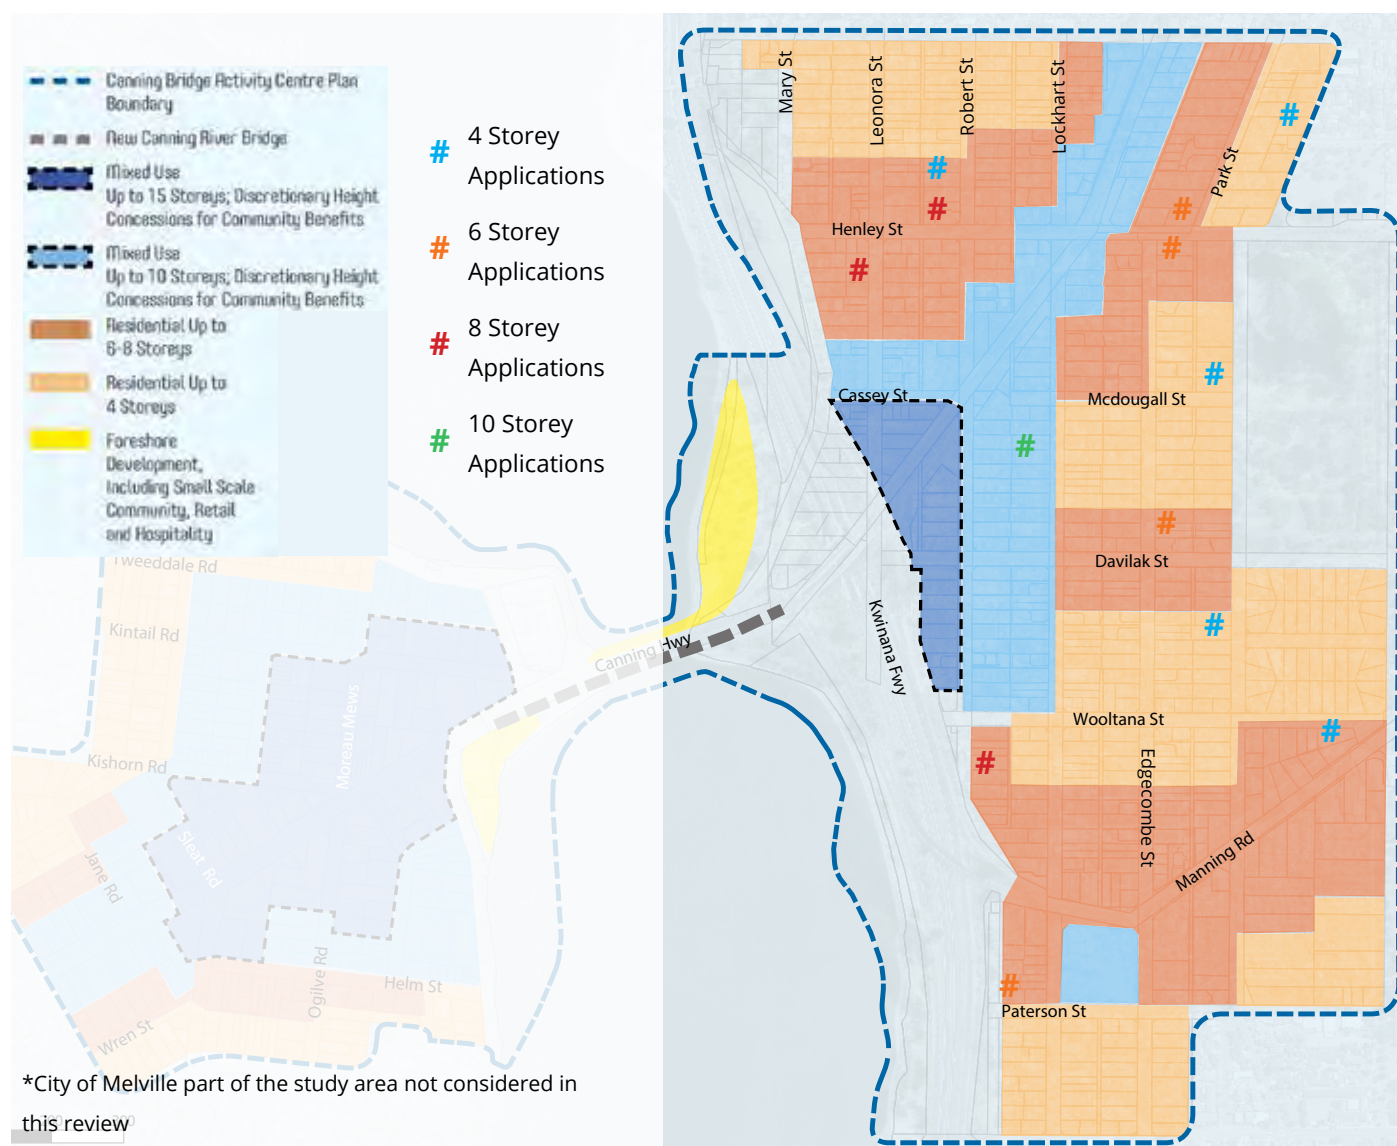 Canning Bridge Activity Centre Plan
Boundary
New Canning River Bridge
Mixed Use
Up to 15 Storeys; Discretionary Height
Concessions for Community Benefits
Mixed Use
Up to 10 Storeys; Discretionary Height
Concessions for Community Benefits
Residential Up to
6-8 Storeys
Residential Up to
4 Storeys
Foreshore
Development,
Including Small Scale
Community, Retail
and Hospitality
# 4 Storey
Applications
# 6 Storey
Applications
# 8 Storey
Applications
# 10 Storey
Applications
Mary St
Leonora St
Robert St
Lockhart St
Park St
#
#
#
#
Henley St
#
#
#
Cassey St
Mcdougall St
#
#
Davilak St
#
Kwinana Fwy
Canning Hwy
Wooltana St
#
#
Edgecombe St
Manning Rd
#
Paterson St
Tweeddale Rd
Kintail Rd
Moreau Mews
Kishorn Rd
Sleat Rd
Jane Rd
Ogilve Rd
Helm St
Wren St
*City of Melville part of the study area not considered in
this review